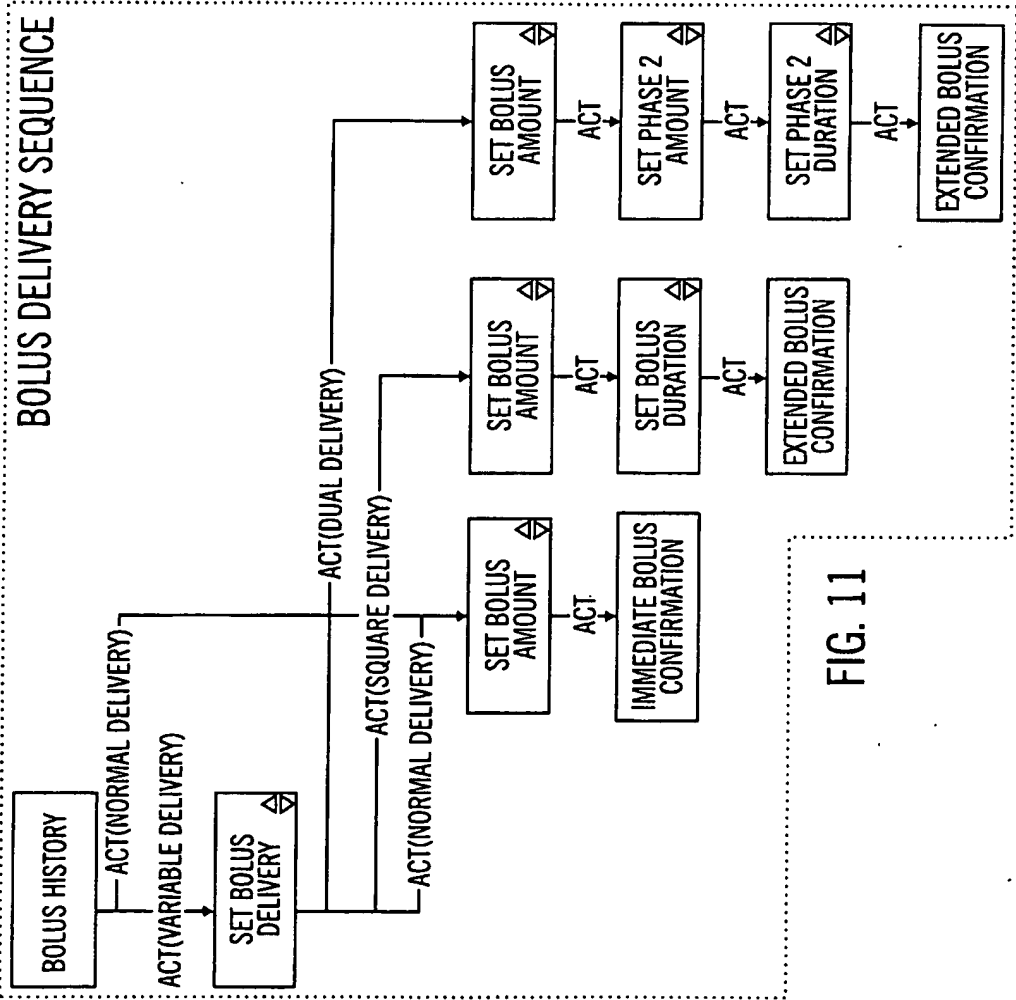 BOLUS DELIVERY SEQUENCE
BOLUS HISTORY
ACT(NORMAL DELIVERY)
ACT(VARIABLE DELIVERY)
SET BOLUS
DELIVERY
ACT(DUAL DELIVERY)
ACT(SQUARE DELIVERY)
ACT(NORMAL DELIVERY)
SET BOLUS
AMOUNT
ACT
IMMEDIATE BOLUS
CONFIRMATION
SET BOLUS
AMOUNT
ACT
SET BOLUS
DURATION
ACT
EXTENDED BOLUS
CONFIRMATION
SET BOLUS
AMOUNT
ACT
SET PHASE 2
AMOUNT
ACT
SET PHASE 2
DURATION
ACT
EXTENDED BOLUS
CONFIRMATION
FIG. 11